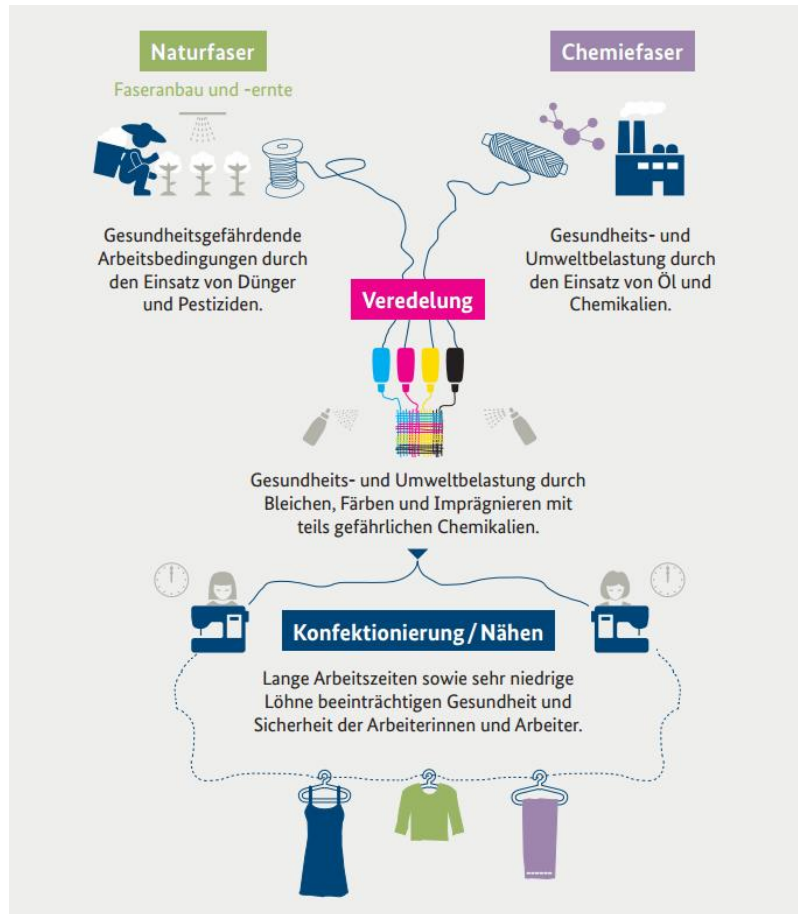 Naturfaser
Faseranbau und -ernte
Gesundheitsgefährdende
Arbeitsbedingungen durch
den Einsatz von Dünger
und Pestiziden.
Chemiefaser
Gesundheits- und
Umweltbelastung durch
den Einsatz von Öl und
Chemikalien.
Veredelung
Gesundheits- und Umweltbelastung durch
Bleichen, Färben und Imprägnieren mit
teils gefährlichen Chemikalien.
Konfektionierung / Nähen
Lange Arbeitszeiten sowie sehr niedrige
Löhne beeinträchtigen Gesundheit und
Sicherheit der Arbeiterinnen und Arbeiter.